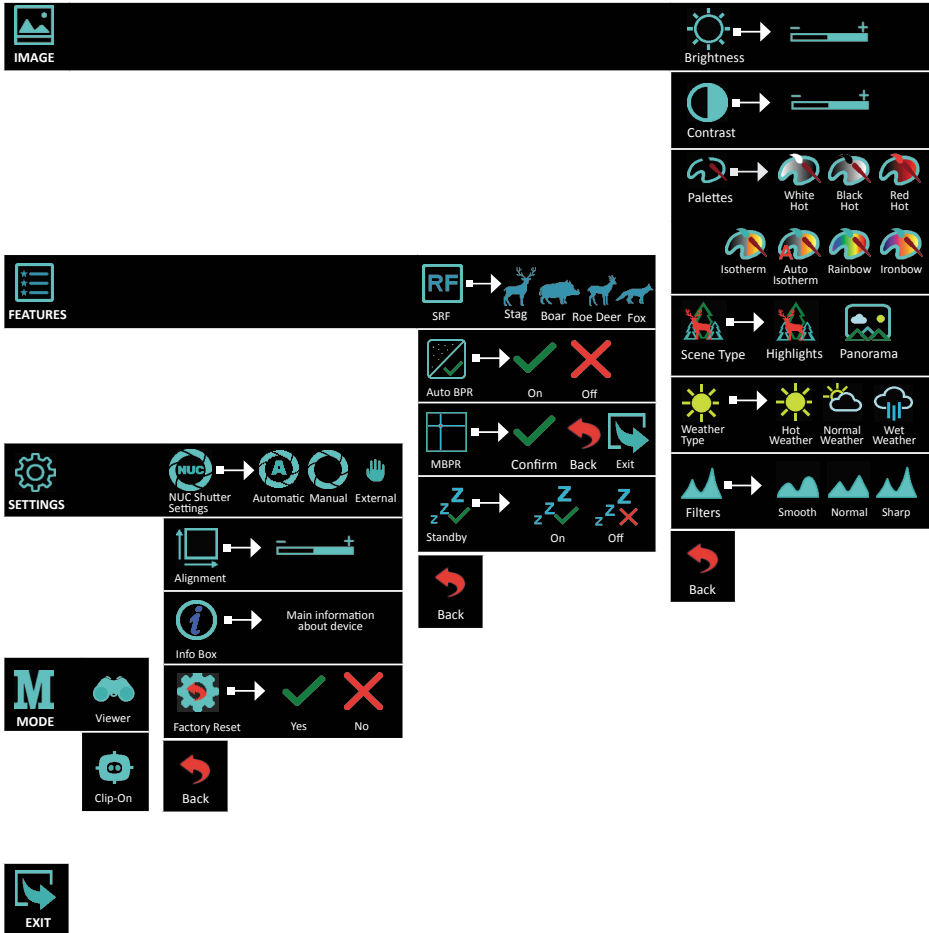 IMAGE
Brightness
- +
Contrast
- +
Palettes
White
Hot
Black
Hot
Red
Hot
Isotherm
A
Auto
Isotherm
Rainbow
Ironbow
FEATURES
RF
SRF
Stag
Boar
Roe Deer
Fox
Auto BPR
On
Off
MBPR
Confirm
Back
Exit
z z Z
Standby
z z Z
On
z z Z
Off
Back
Scene Type
Highlights
Panorama
Weather
Type
Hot
Weather
Normal
Weather
Wet
Weather
Filters
Smooth
Normal
Sharp
Back
SETTINGS
NUC
NUC Shutter
Settings
A
Automatic
Manual
External
Alignment
- +
i
Info Box
Main information
about device
Factory Reset
Yes
No
Back
M
MODE
Viewer
Clip-On
EXIT